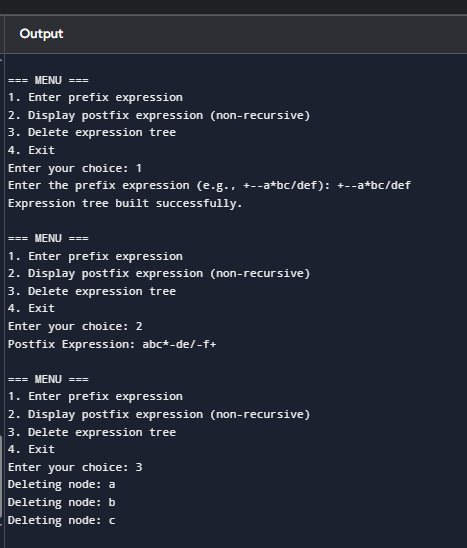 Output
=== MENU ===
1. Enter prefix expression
2. Display postfix expression (non-recursive)
3. Delete expression tree
4. Exit
Enter your choice: 1
Enter the prefix expression (e.g., +--a*bc/def): +--a*bc/def
Expression tree built successfully.
=== MENU ===
1. Enter prefix expression
2. Display postfix expression (non-recursive)
3. Delete expression tree
4. Exit
Enter your choice: 2
Postfix Expression: abc*-de/-f+
=== MENU ===
1. Enter prefix expression
2. Display postfix expression (non-recursive)
3. Delete expression tree
4. Exit
Enter your choice: 3
Deleting node: a
Deleting node: b
Deleting node: c